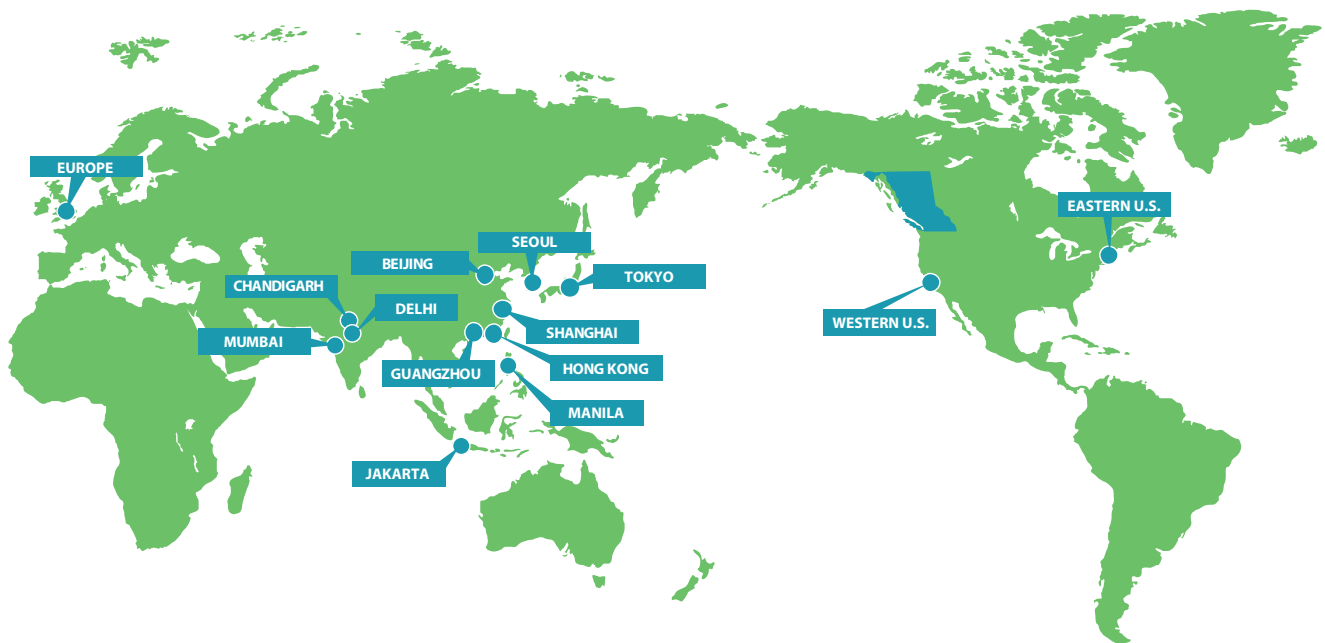 EUROPE
EASTERN U.S.
SEOUL
BEIJING
TOKYO
CHANDIGARH
DELHI
WESTERN U.S.
SHANGHAI
MUMBAI
HONG KONG
GUANGZHOU
MANILA
JAKARTA